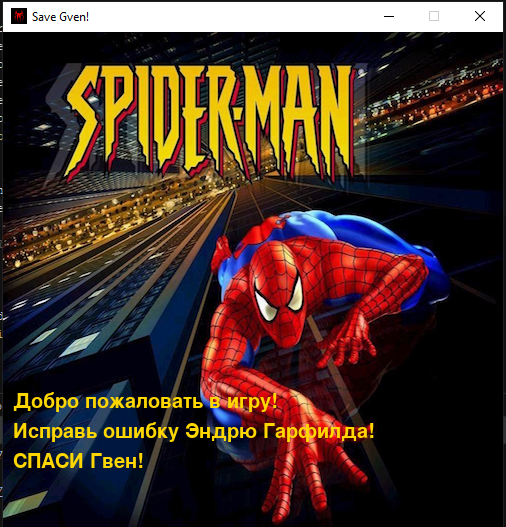 Save Gven!
SPIDER-MAN
Добро пожаловать в игру!
Исправь ошибку Эндрю Гарфилда!
СПАСИ Гвен!